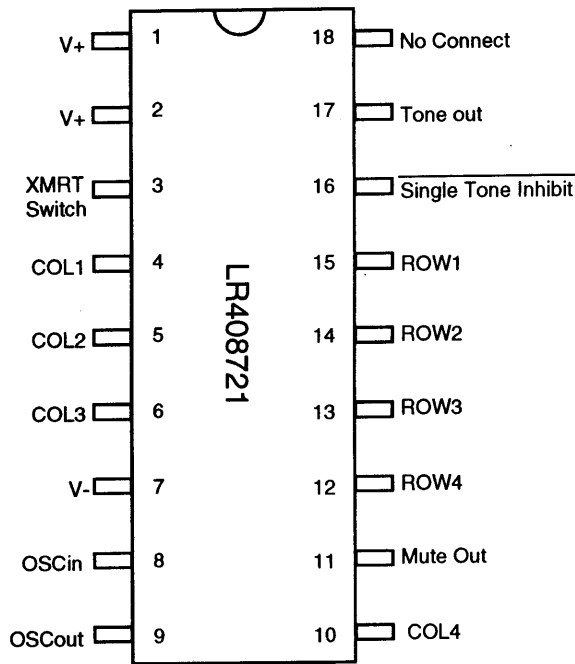 V+ 1 18 No Connect
V+ 2 17 Tone out
XMRT
Switch 3 16 Single Tone Inhibit
COL1 4 15 ROW1
COL2 5 14 ROW2
COL3 6 13 ROW3
V- 7 12 ROW4
OSCin 8 11 Mute Out
OSCout 9 10 COL4
LR408721